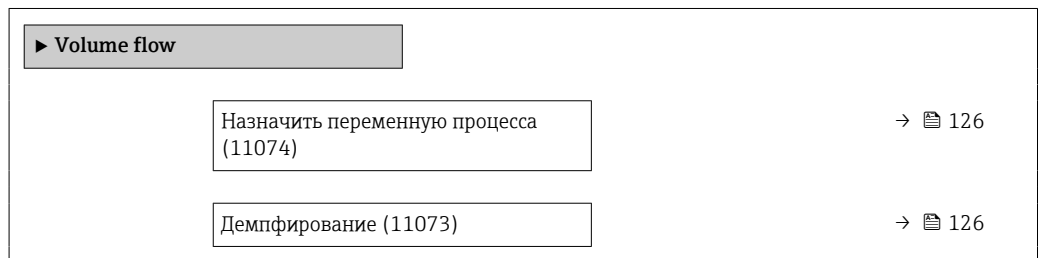 ▶ Volume flow
Назначить переменную процесса
(11074)
→ 126
Демпфирование (11073)
→ 126